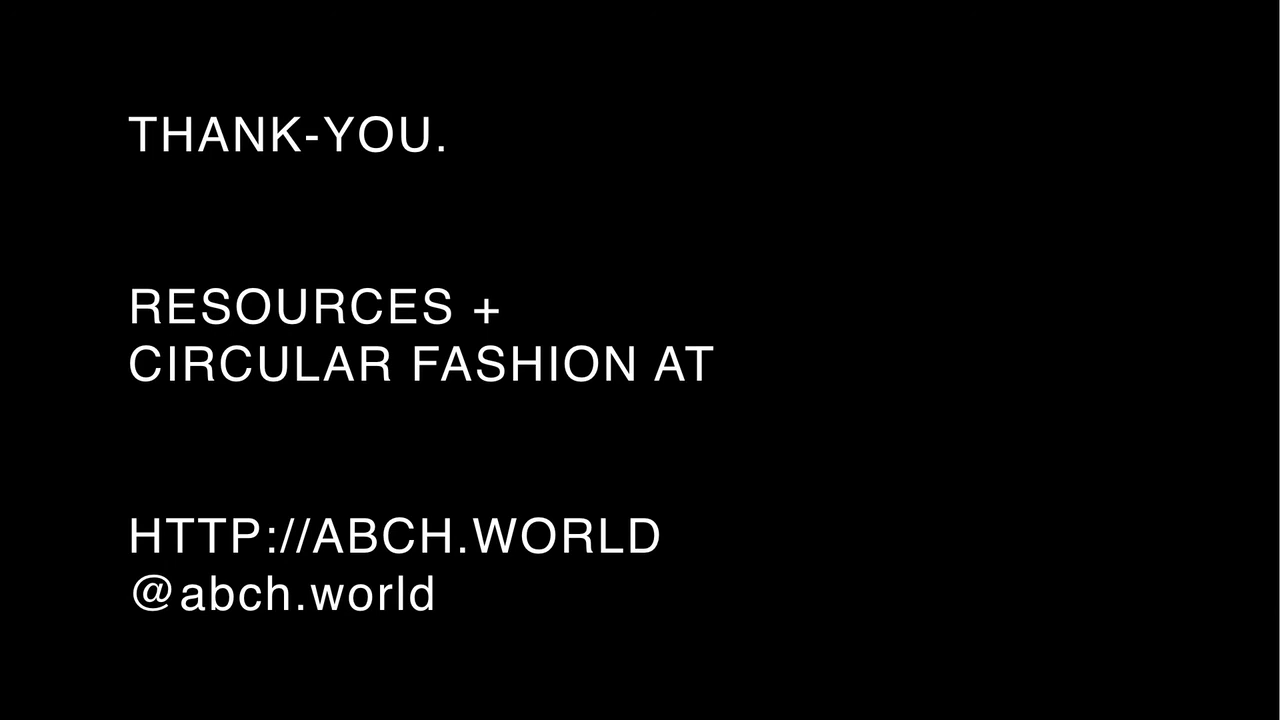 THANK-YOU.
RESOURCES +
CIRCULAR FASHION AT
HTTP://ABCH.WORLD
@abch.world